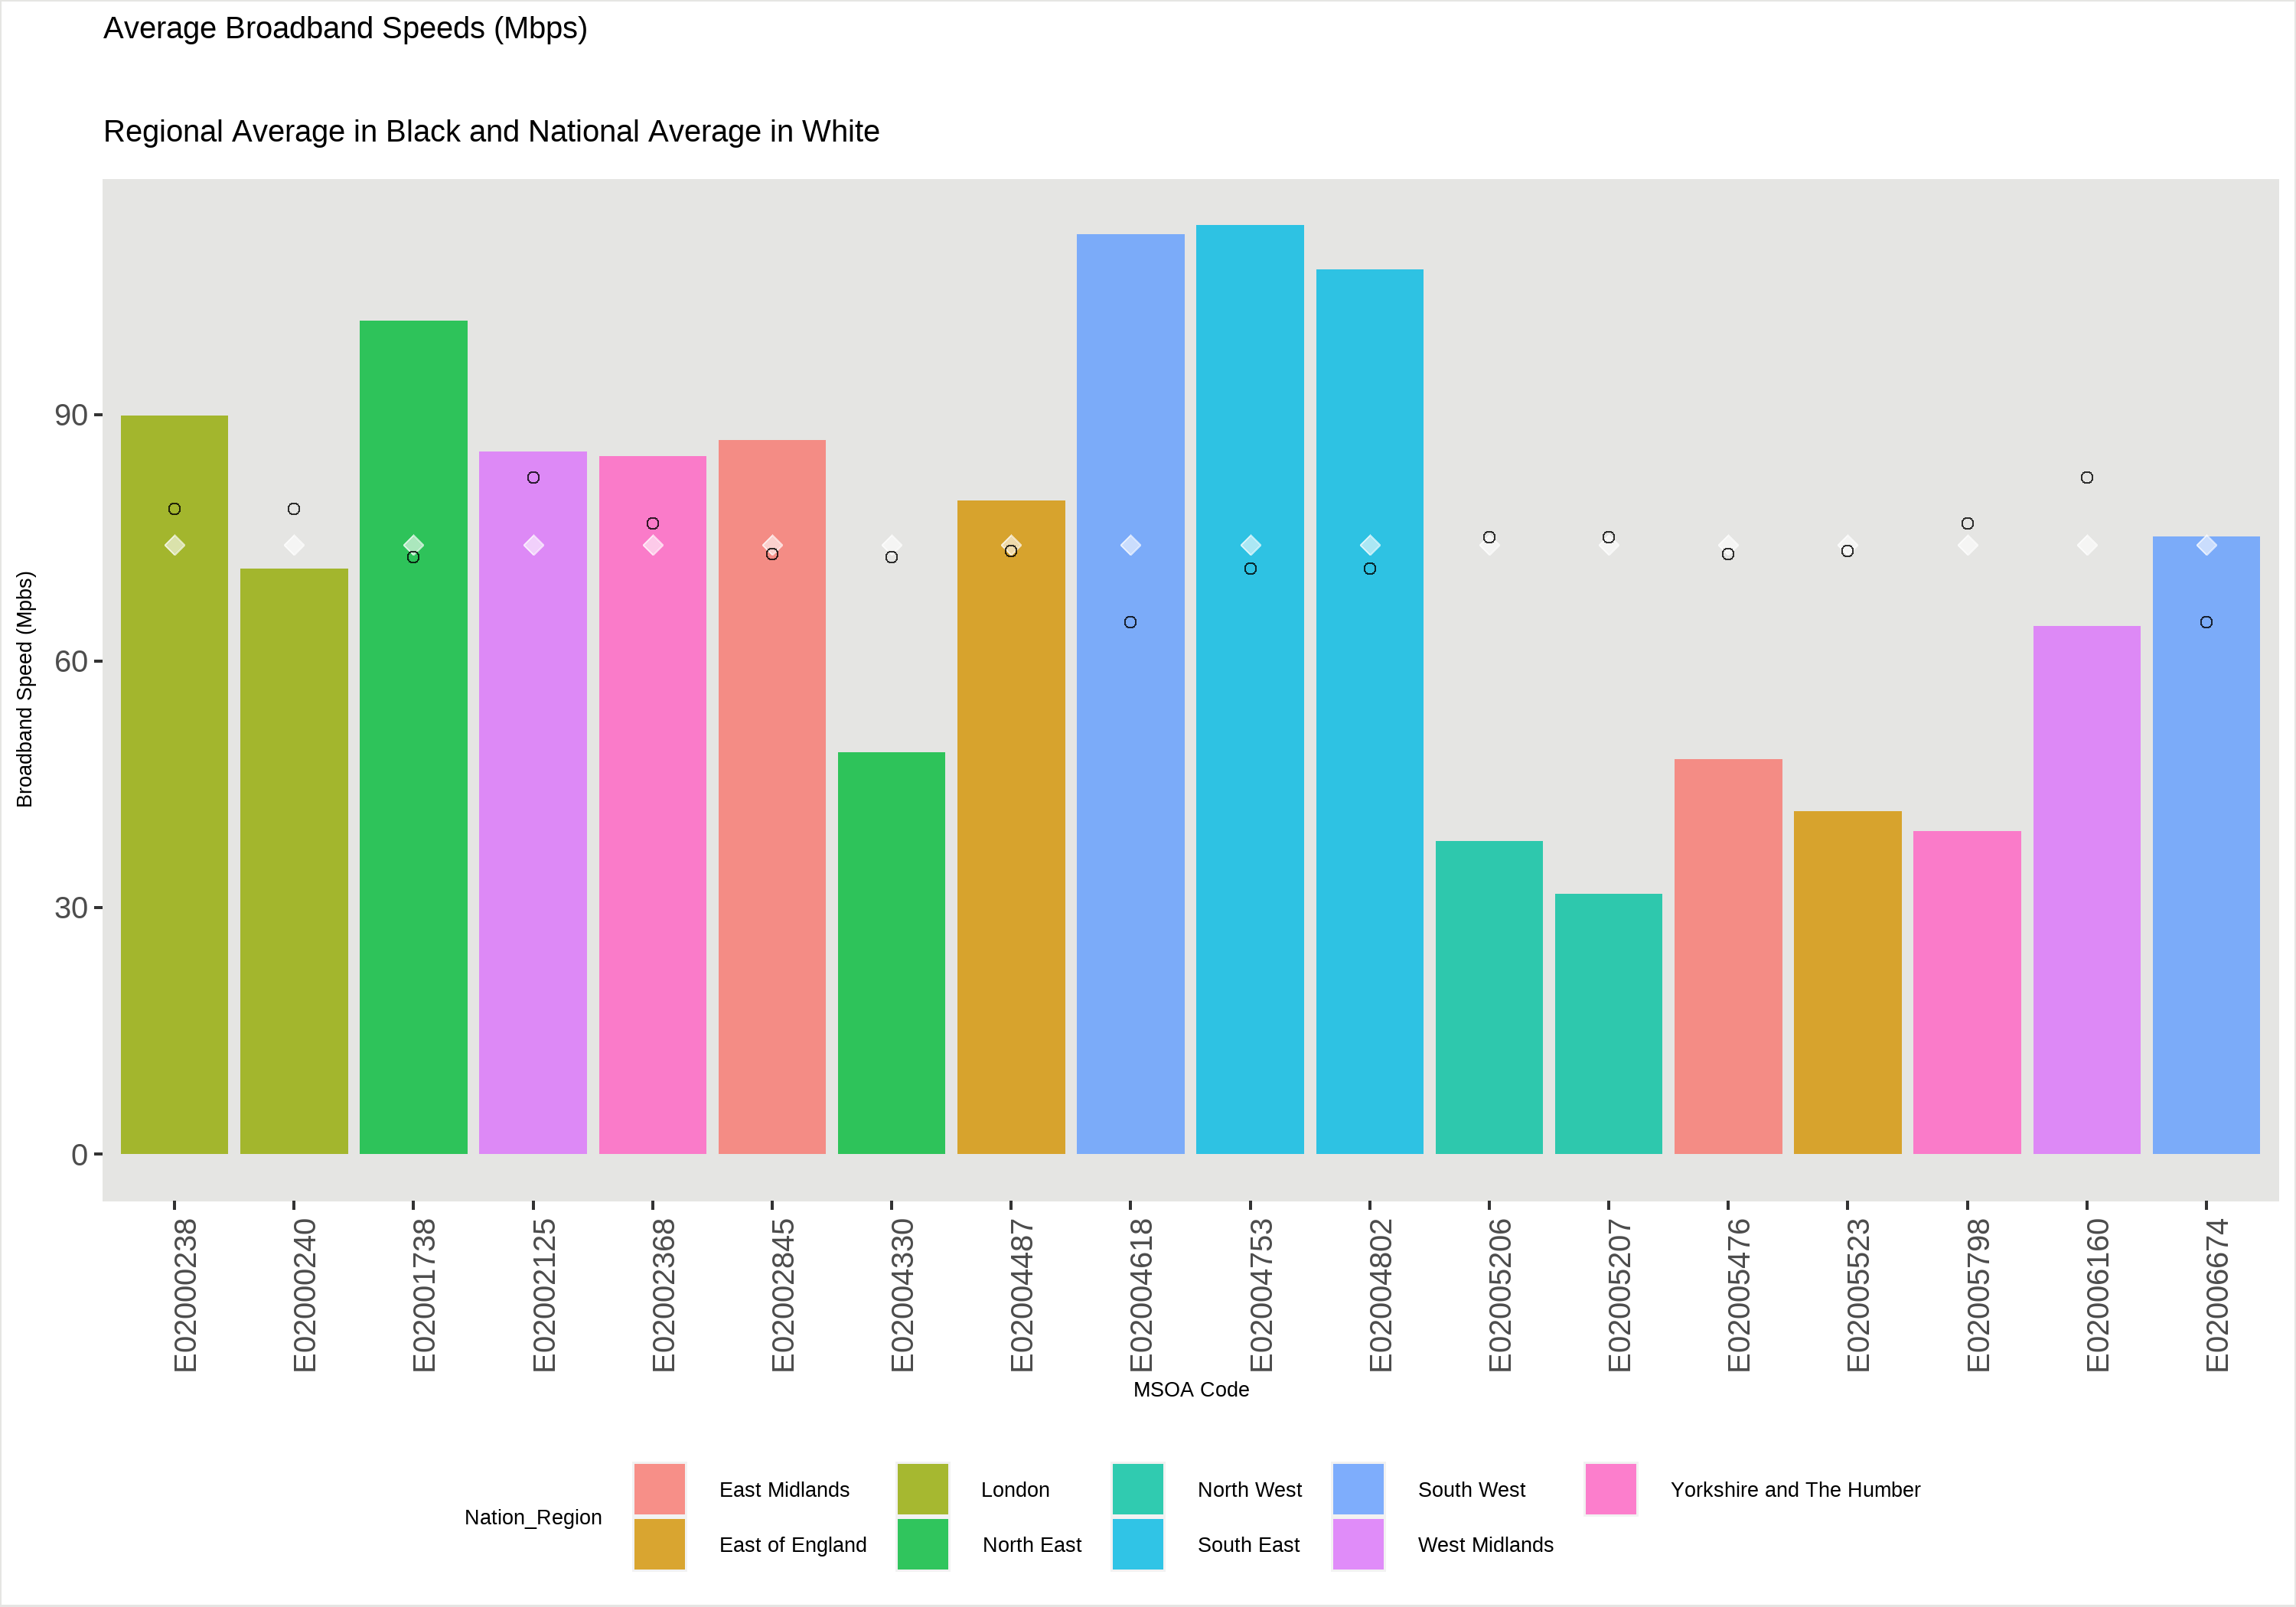 Average Broadband Speeds (Mbps)
Regional Average in Black and National Average in White
Broadband Speed (Mpbs)
90
60
30
0
E02000238
E02000240
E02001738
E02002125
E02002368
E02002845
E02004330
E02004487
E02004618
E02004753
E02004802
E02005206
E02005207
E02005476
E02005523
E02005798
E02006160
E02006674
MSOA Code
Nation_Region
East Midlands
London
North West
South West
Yorkshire and The Humber
East of England
North East
South East
West Midlands